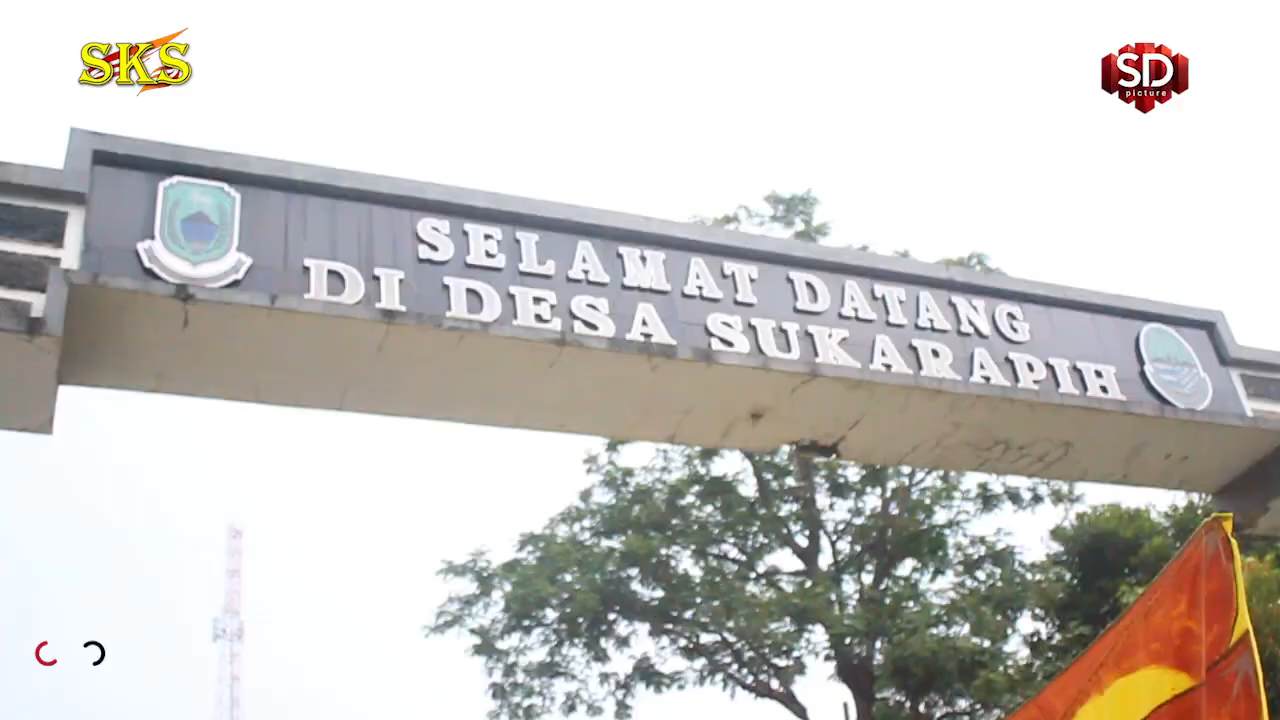 SKS
SD
picture
SELAMAT DATANG
DI DESA SUKARAPIH